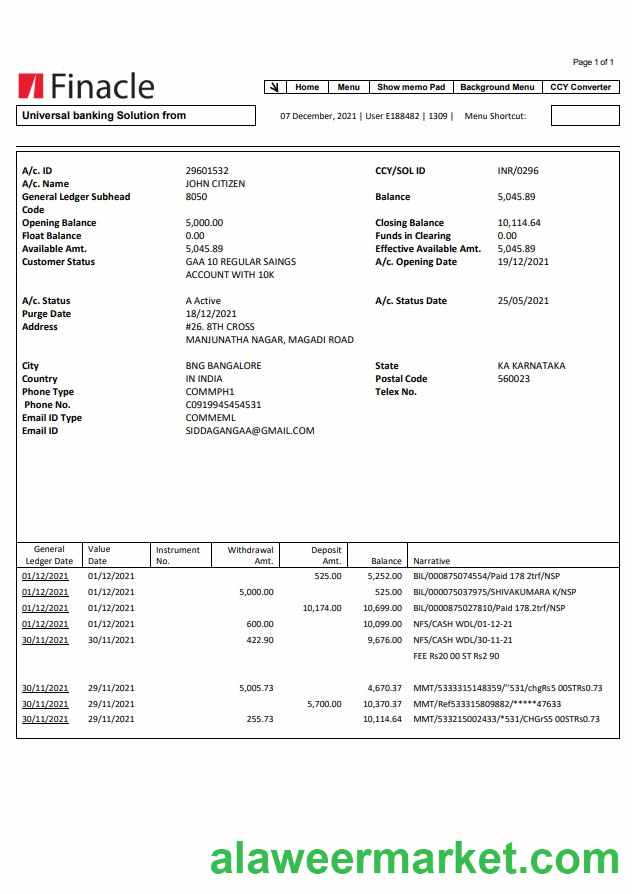 Page 1 of 1
Finacle
Home Menu Show memo Pad Background Menu CCY Converter
Universal banking Solution from
07 December, 2021 | User E188482 | 1309 | Menu Shortcut:
A/c. ID 29601532 CCY/SOL ID INR/0296
A/c. Name JOHN CITIZEN
General Ledger Subhead Code 8050 Balance 5,045.89
Opening Balance 5,000.00 Closing Balance 10,114.64
Float Balance 0.00 Funds in Clearing 0.00
Available Amt. 5,045.89 Effective Available Amt. 5,045.89
Customer Status GAA 10 REGULAR SAINGS A/c. Opening Date 19/12/2021
ACCOUNT WITH 10K
A/c. Status A Active A/c. Status Date 25/05/2021
Purge Date 18/12/2021
Address #26. 8TH CROSS
MANJUNATHA NAGAR, MAGADI ROAD
City BNG BANGALORE State KA KARNATAKA
Country IN INDIA Postal Code 560023
Phone Type COMMPH1 Telex No.
Phone No. C0919945454531
Email ID Type COMMEML
Email ID SIDDAGANGAA@GMAIL.COM
General Ledger Date Value Date Instrument No. Withdrawal Amt. Deposit Amt. Balance Narrative
01/12/2021 01/12/2021 525.00 5,252.00 BIL/000875074554/Paid 178 2trf/NSP
01/12/2021 01/12/2021 5,000.00 525.00 BIL/000075037975/SHIVAKUMARA K/NSP
01/12/2021 01/12/2021 10,174.00 10,699.00 BIL/0000875027810/Paid 178.2trf/NSP
01/12/2021 01/12/2021 600.00 10,099.00 NFS/CASH WDL/01-12-21
30/11/2021 30/11/2021 422.90 9,676.00 NFS/CASH WDL/30-11-21
FEE Rs20 00 ST Rs2 90
30/11/2021 29/11/2021 5,005.73 4,670.37 MMT/5333315148359/"531/chgRs5 00STRs0.73
30/11/2021 29/11/2021 5,700.00 10,370.37 MMT/Ref533315809882/*****47633
30/11/2021 29/11/2021 255.73 10,114.64 MMT/533215002433/*531/CHGrS5 00STRs0.73
alaweermarket.com